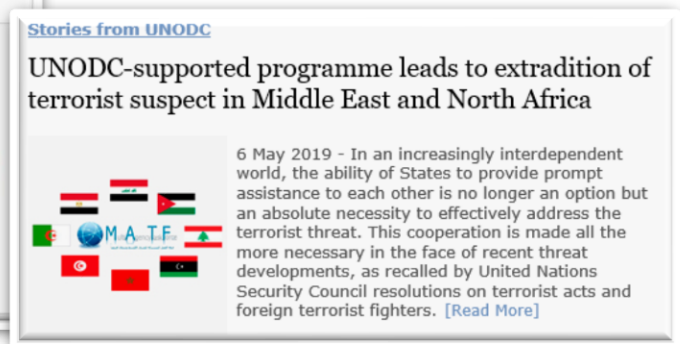 Stories from UNODC
UNODC-supported programme leads to extradition of
terrorist suspect in Middle East and North Africa
6 May 2019 - In an increasingly interdependent
world, the ability of States to provide prompt
assistance to each other is no longer an option but
an absolute necessity to effectively address the
terrorist threat. This cooperation is made all the
more necessary in the face of recent threat
developments, as recalled by United Nations
Security Council resolutions on terrorist acts and
foreign terrorist fighters. [Read More]
MATF